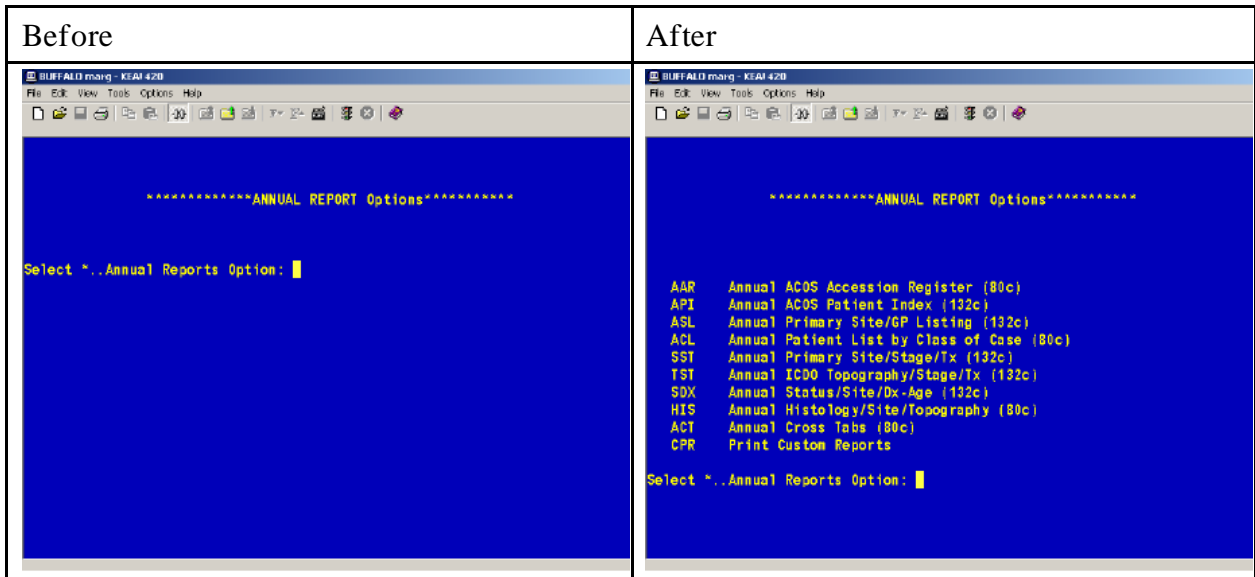 Before
BUFFALO marg - KEA! 420
File Edit View Tools Options Help
*************ANNUAL REPORT Options***********
Select *..Annual Reports Option:
After
BUFFALO marg - KEA! 420
File Edit View Tools Options Help
*************ANNUAL REPORT Options***********
AAR Annual ACOS Accession Register (80c)
API Annual ACOS Patient Index (132c)
ASL Annual Primary Site/GP Listing (132c)
ACL Annual Patient List by Class of Case (80c)
SST Annual Primary Site/Stage/Tx (132c)
TST Annual ICDO Topography/Stage/Tx (132c)
SDX Annual Status/Site/Dx-Age (132c)
HIS Annual Histology/Site/Topography (80c)
ACT Annual Cross Tabs (80c)
CPR Print Custom Reports
Select *..Annual Reports Option: